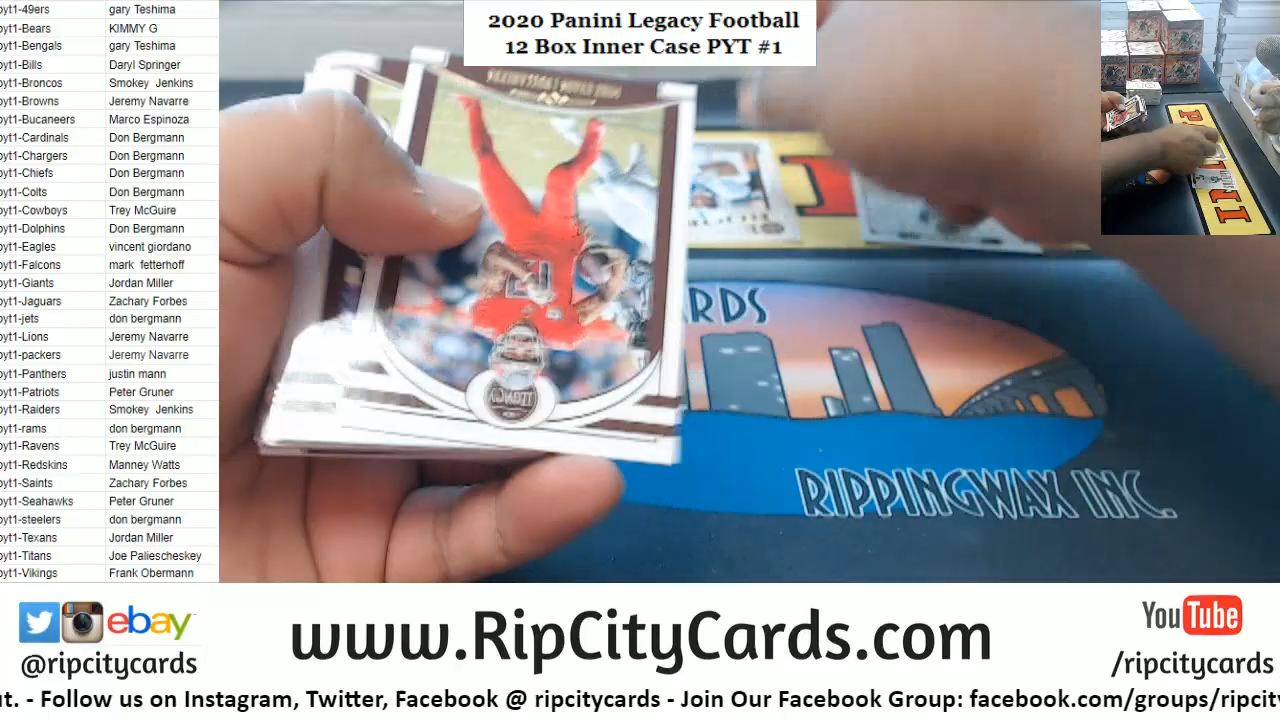 2020 Panini Legacy Football
12 Box Inner Case PYT #1
pyt1-49ers gary Teshima
pyt1-Bears KIMMY G
pyt1-Bengals gary Teshima
pyt1-Bills Daryl Springer
pyt1-Broncos Smokey Jenkins
pyt1-Browns Jeremy Navarre
pyt1-Bucaneers Marco Espinoza
pyt1-Cardinals Don Bergmann
pyt1-Chargers Don Bergmann
pyt1-Chiefs Don Bergmann
pyt1-Colts Don Bergmann
pyt1-Cowboys Trey McGuire
pyt1-Dolphins Don Bergmann
pyt1-Eagles vincent giordano
pyt1-Falcons mark fetterhoff
pyt1-Giants Jordan Miller
pyt1-Jaguars Zachary Forbes
pyt1-jets don bergmann
pyt1-Lions Jeremy Navarre
pyt1-packers Jeremy Navarre
pyt1-Panthers justin mann
pyt1-Patriots Peter Gruner
pyt1-Raiders Smokey Jenkins
pyt1-rams don bergmann
pyt1-Ravens Trey McGuire
pyt1-Redskins Manney Watts
pyt1-Saints Zachary Forbes
pyt1-Seahawks Peter Gruner
pyt1-steelers don bergmann
pyt1-Texans Jordan Miller
pyt1-Titans Joe Paliescheskey
pyt1-Vikings Frank Obermann
LEGACY
ARDS
RIPPINGWAX INC.
ebay
@ripcitycards
www.RipCityCards.com
YouTube
/ripcitycards
t. - Follow us on Instagram, Twitter, Facebook @ ripcitycards - Join Our Facebook Group: facebook.com/groups/ripcit